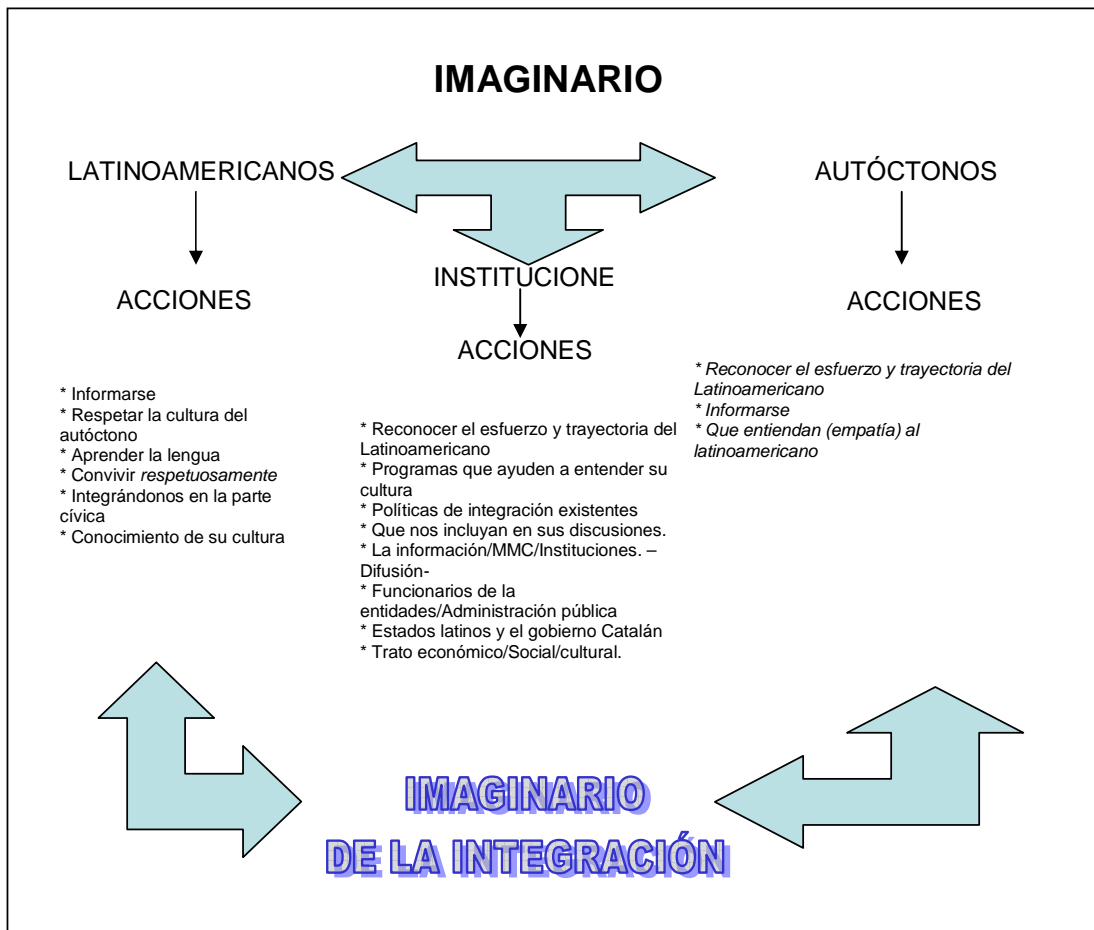 IMAGINARIO
LATINOAMERICANOS
ACCIONES
* Informarse
* Respetar la cultura del
autóctono
* Aprender la lengua
* Convivir respetuosamente
* Integrándonos en la parte
cívica
* Conocimiento de su cultura
INSTITUCIONE
ACCIONES
* Reconocer el esfuerzo y trayectoria del
Latinoamericano
* Programas que ayuden a entender su
cultura
* Políticas de integración existentes
* Que nos incluyan en sus discusiones.
* La información/MMC/Instituciones. –
Difusión-
* Funcionarios de la
entidades/Administración pública
* Estados latinos y el gobierno Catalán
* Trato económico/Social/cultural.
AUTÓCTONOS
ACCIONES
* Reconocer el esfuerzo y trayectoria del
Latinoamericano
* Informarse
* Que entiendan (empatía) al
latinoamericano
IMAGINARIO
DE LA INTEGRACIÓN